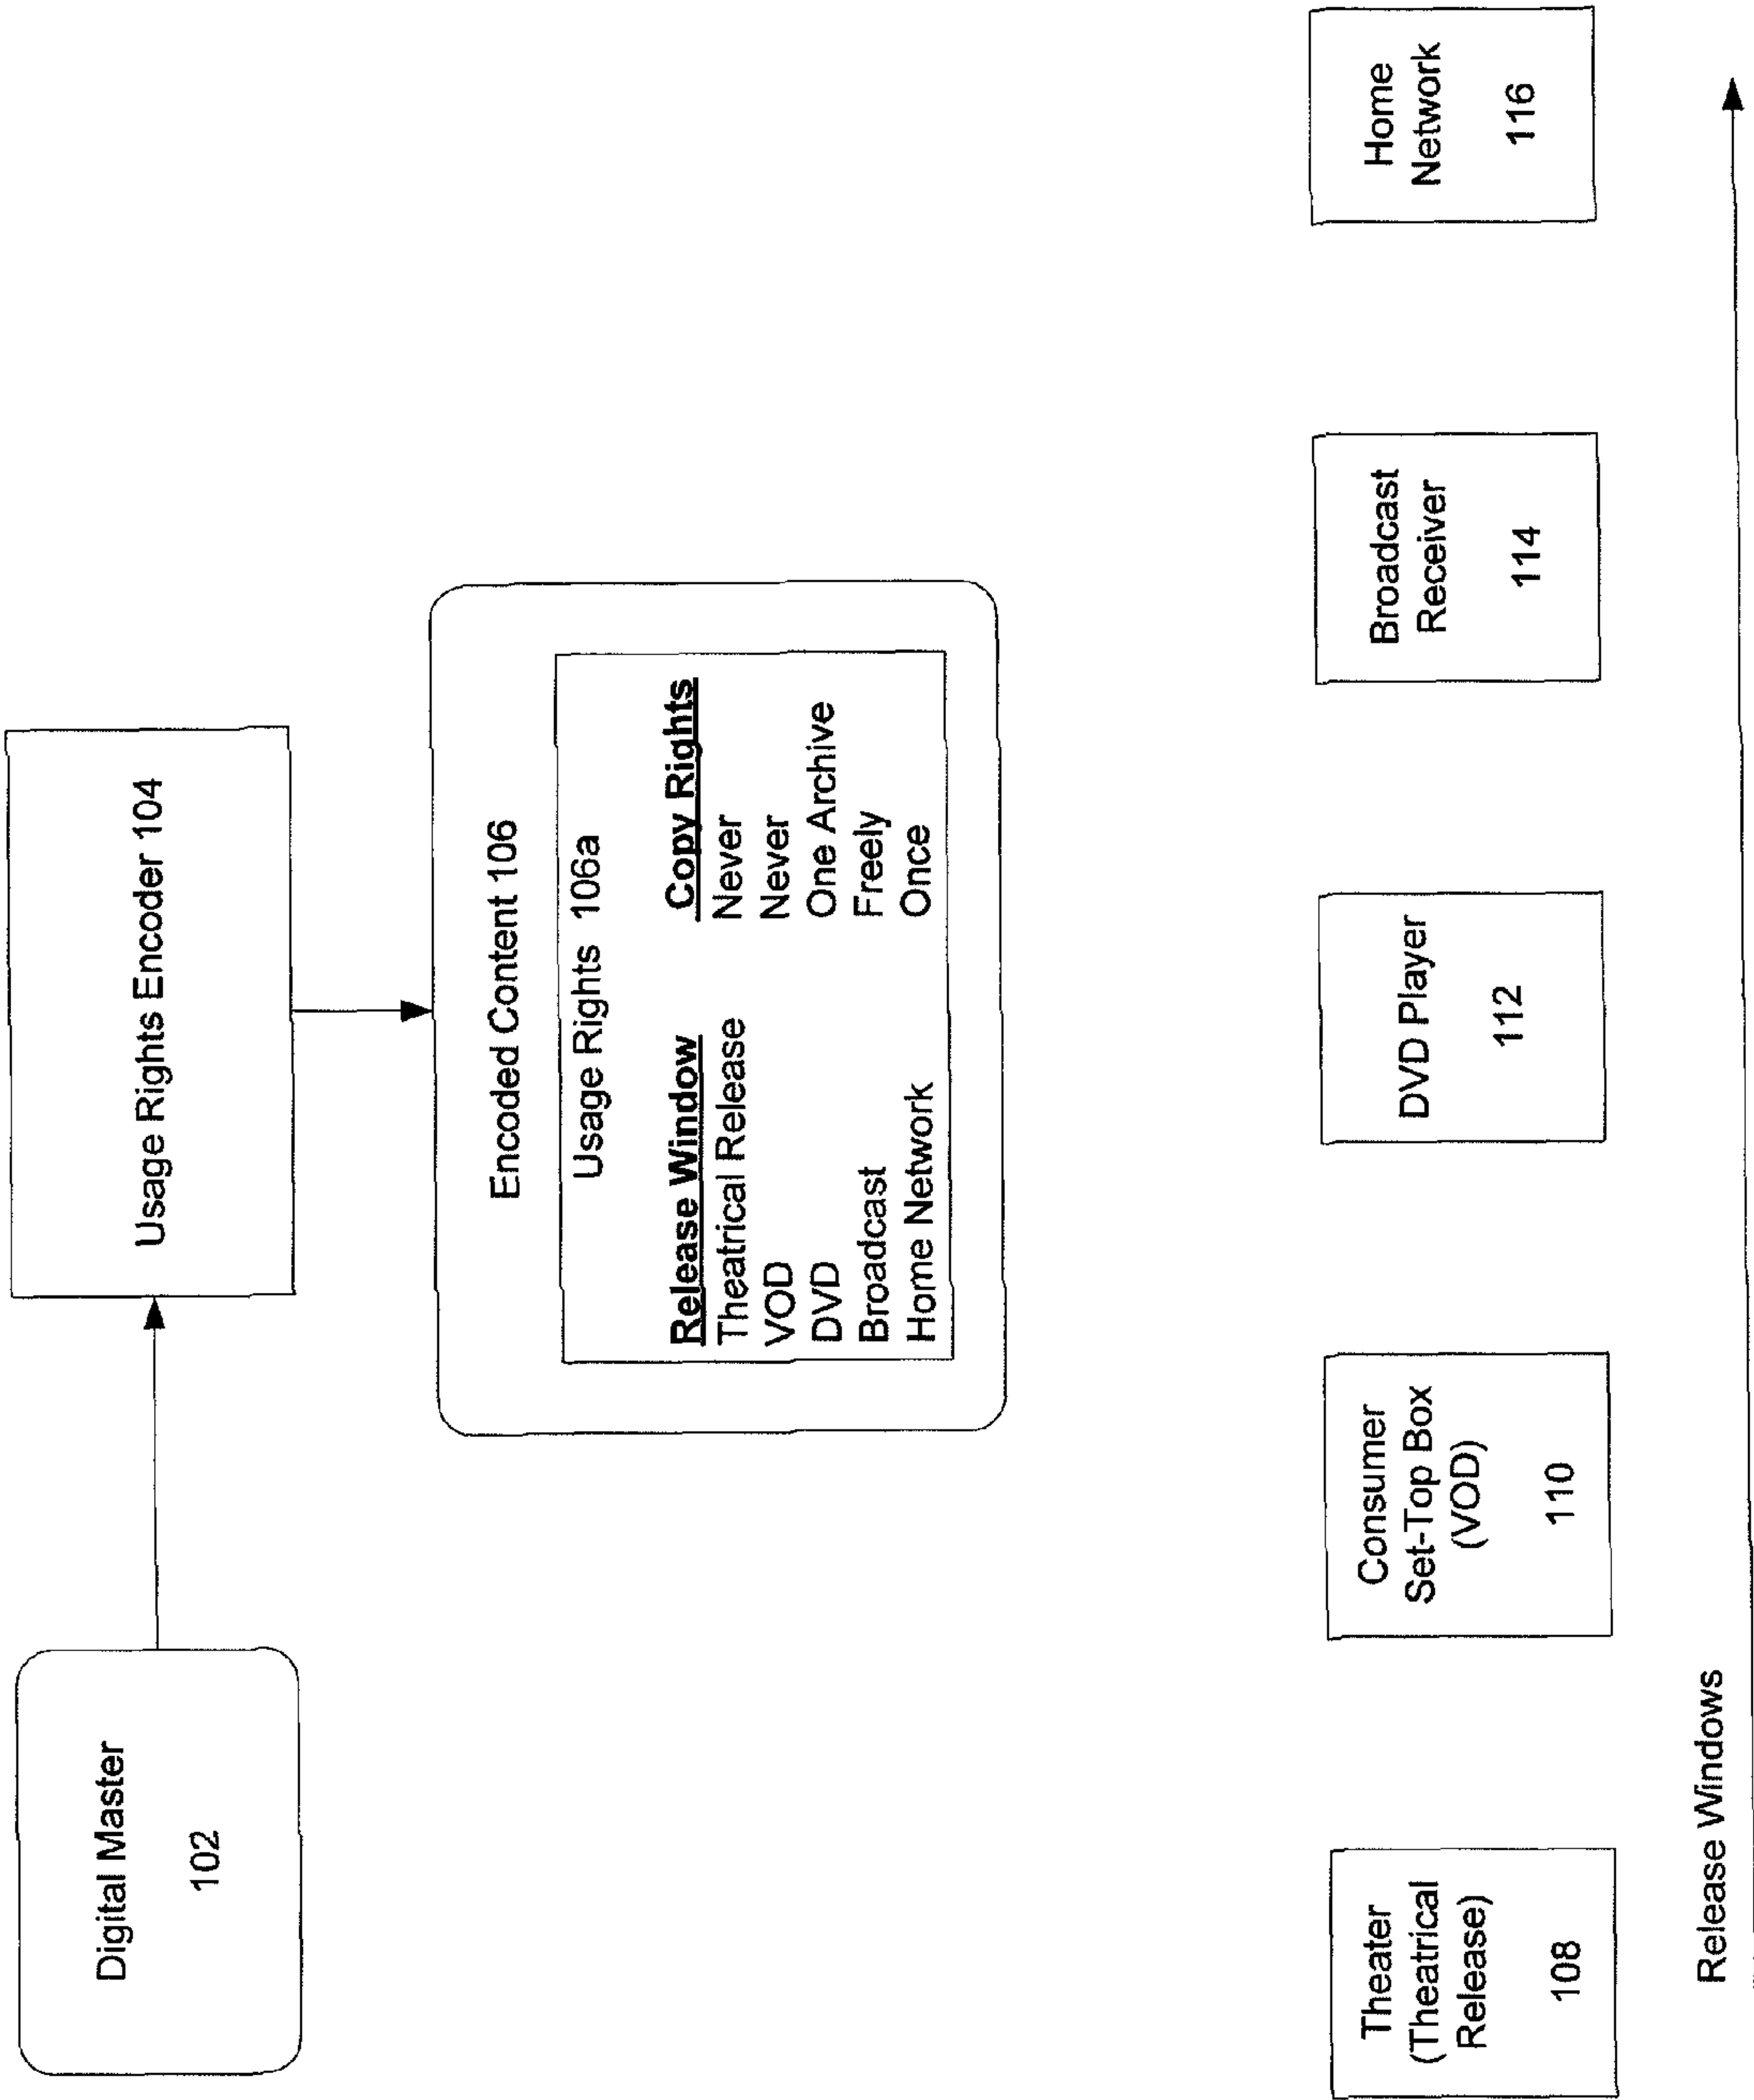 Digital Master
102
Usage Rights Encoder 104
Encoded Content 106
Usage Rights 106a
Release Window Copy Rights
Theatrical Release Never
VOD Never
DVD One Archive
Broadcast Freely
Home Network Once
Theater
(Theatrical
Release)
108
Consumer
Set-Top Box
(VOD)
110
DVD Player
112
Broadcast
Receiver
114
Home
Network
116
Release Windows